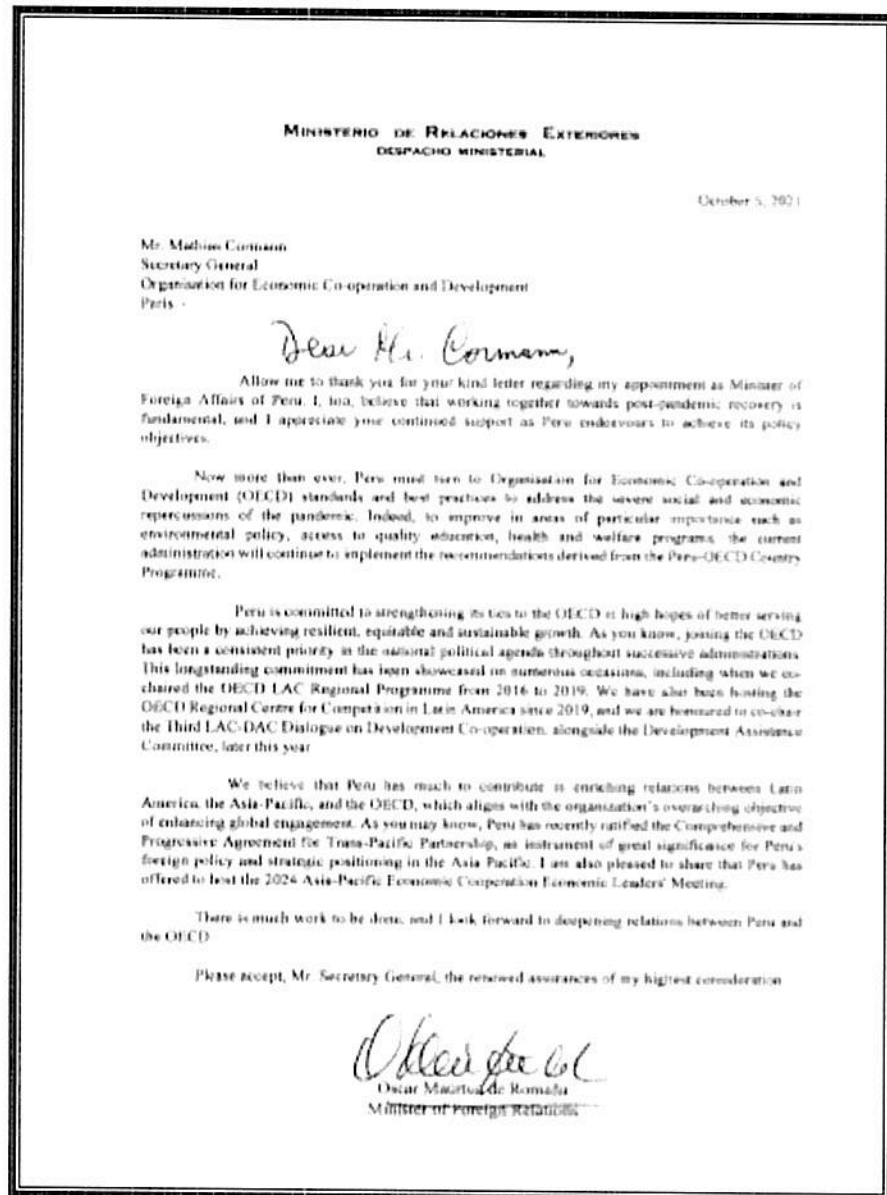 MINISTERIO DE RELACIONES EXTERIORES
DESPACHO MINISTERIAL
October 5, 2021
Mr. Mathias Cormann
Secretary General
Organisation for Economic Co-operation and Development
Paris.-
Dear Mr. Cormann,
Allow me to thank you for your kind letter regarding my appointment as Minister of
Foreign Affairs of Peru. I, too, believe that working together towards post-pandemic recovery is
fundamental, and I appreciate your continued support as Peru endeavours to achieve its policy
objectives.
Now more than ever, Peru must turn to Organisation for Economic Co-operation and
Development (OECD) standards and best practices to address the severe social and economic
repercussions of the pandemic. Indeed, to improve in areas of particular importance such as
environmental policy, access to quality education, health and welfare programs, the current
administration will continue to implement the recommendations derived from the Peru-OECD Country
Programme.
Peru is committed to strengthening its ties to the OECD in high hopes of better serving
our people by achieving resilient, equitable and sustainable growth. As you know, joining the OECD
has been a consistent priority in the national political agenda throughout successive administrations.
This longstanding commitment has been showcased on numerous occasions, including when we co-
chaired the OECD LAC Regional Programme from 2016 to 2019. We have also been hosting the
OECD Regional Centre for Competition in Latin America since 2019, and we are honoured to co-chair
the Third LAC-DAC Dialogue on Development Co-operation, alongside the Development Assistance
Committee, later this year
We believe that Peru has much to contribute in enriching relations between Latin
America, the Asia-Pacific, and the OECD, which aligns with the organization's overarching objective
of enhancing global engagement. As you may know, Peru has recently ratified the Comprehensive and
Progressive Agreement for Trans-Pacific Partnership, an instrument of great significance for Peru's
foreign policy and strategic positioning in the Asia Pacific. I am also pleased to share that Peru has
offered to host the 2024 Asia-Pacific Economic Cooperation Economic Leaders' Meeting.
There is much work to be done, and I look forward to deepening relations between Peru and
the OECD
Please accept, Mr. Secretary General, the renewed assurances of my highest consideration
Oscar Maúrtua de Romaña
Minister of Foreign Relations